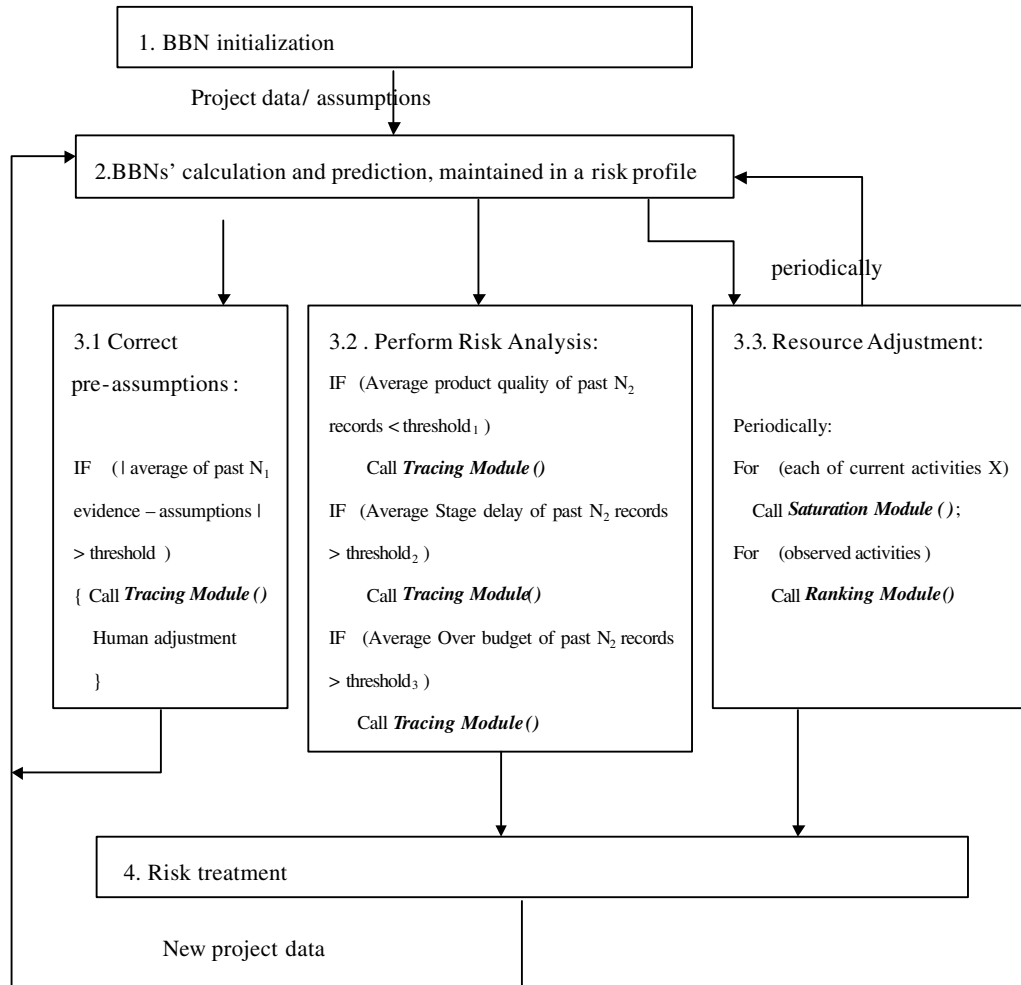 1. BBN initialization
Project data/ assumptions
2.BBNs’ calculation and prediction, maintained in a risk profile
periodically
3.1 Correct
pre-assumptions:
IF (| average of past N1
evidence – assumptions |
> threshold )
{ Call Tracing Module()
Human adjustment
}
3.2 . Perform Risk Analysis:
IF (Average product quality of past N2
records < threshold1 )
Call Tracing Module()
IF (Average Stage delay of past N2 records
> threshold2 )
Call Tracing Module()
IF (Average Over budget of past N2 records
> threshold3 )
Call Tracing Module()
3.3. Resource Adjustment:
Periodically:
For (each of current activities X)
Call Saturation Module ( );
For (observed activities )
Call Ranking Module()
4. Risk treatment
New project data